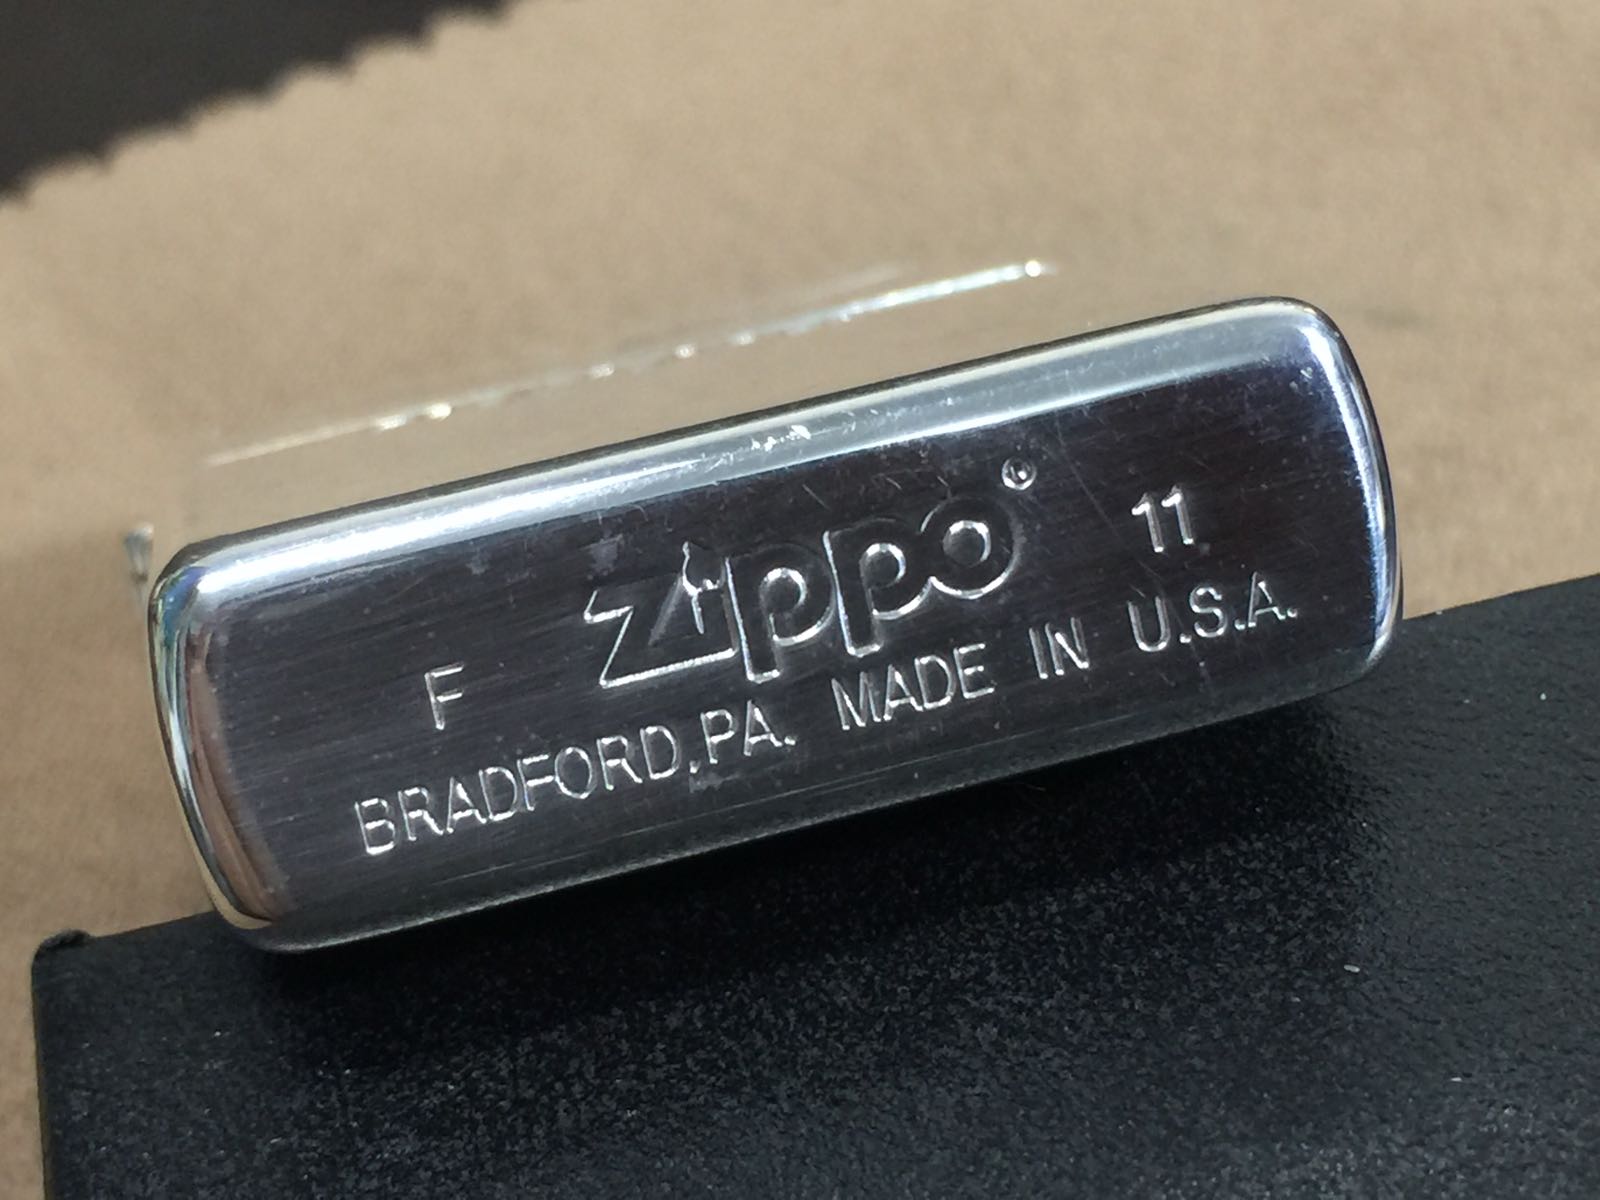 F Zippo® 11
BRADFORD,PA. MADE IN U.S.A.